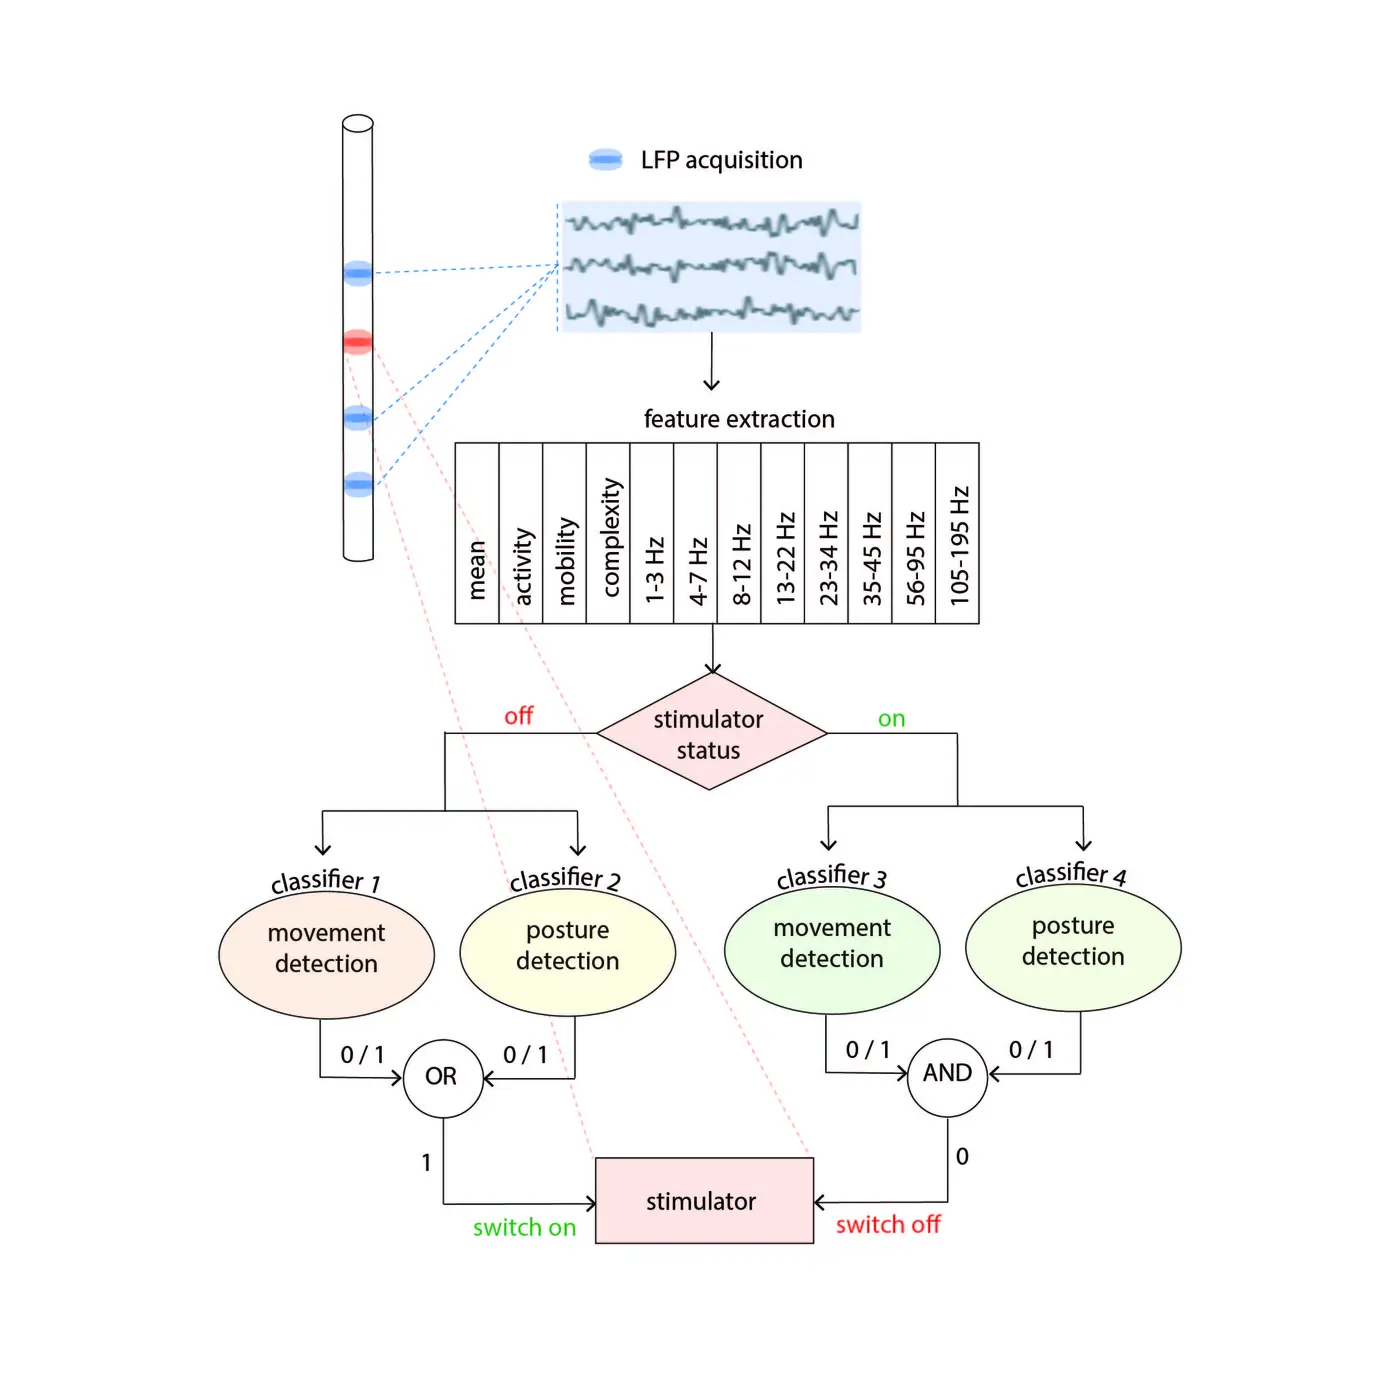 LFP acquisition
feature extraction
mean
activity
mobility
complexity
1-3 Hz
4-7 Hz
8-12 Hz
13-22 Hz
23-34 Hz
35-45 Hz
56-95 Hz
105-195 Hz
stimulator
status
off
on
classifier 1
movement
detection
classifier 2
posture
detection
classifier 3
movement
detection
classifier 4
posture
detection
0 / 1
OR
0 / 1
0 / 1
AND
0 / 1
1
0
stimulator
switch on
switch off